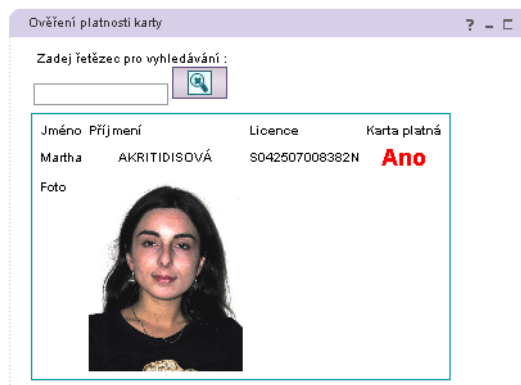 Ověření platnosti karty ? – □
Zadej řetězec pro vyhledávání :
Jméno Příjmení Licence Karta platná
Martha AKRITIDISOVÁ S042507008382N Ano
Foto